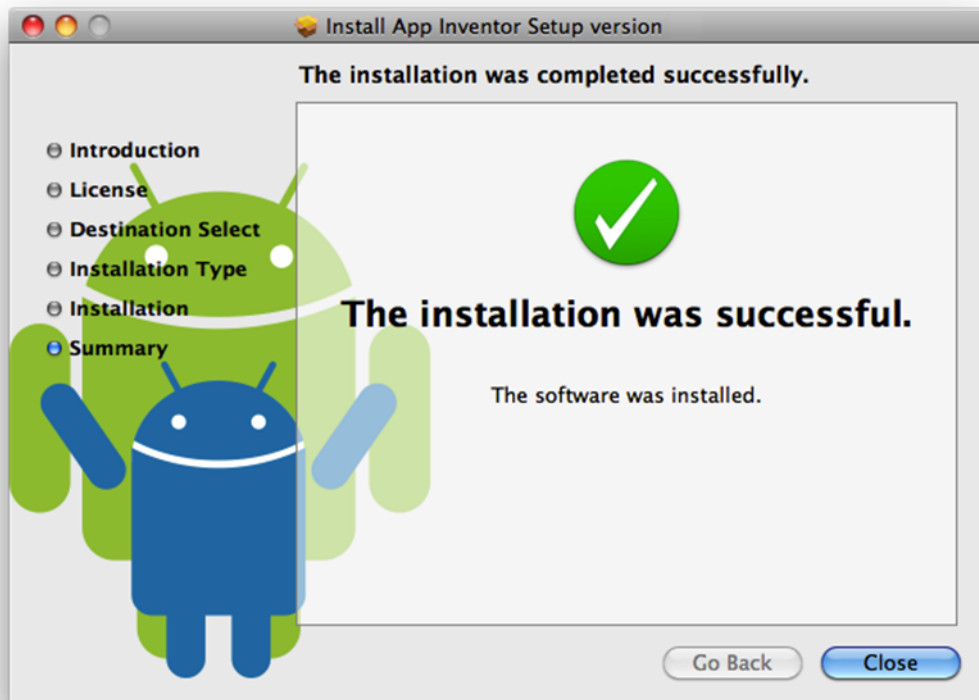 Install App Inventor Setup version
The installation was completed successfully.
Introduction
License
Destination Select
Installation Type
Installation
Summary
The installation was successful.
The software was installed.
Go Back
Close